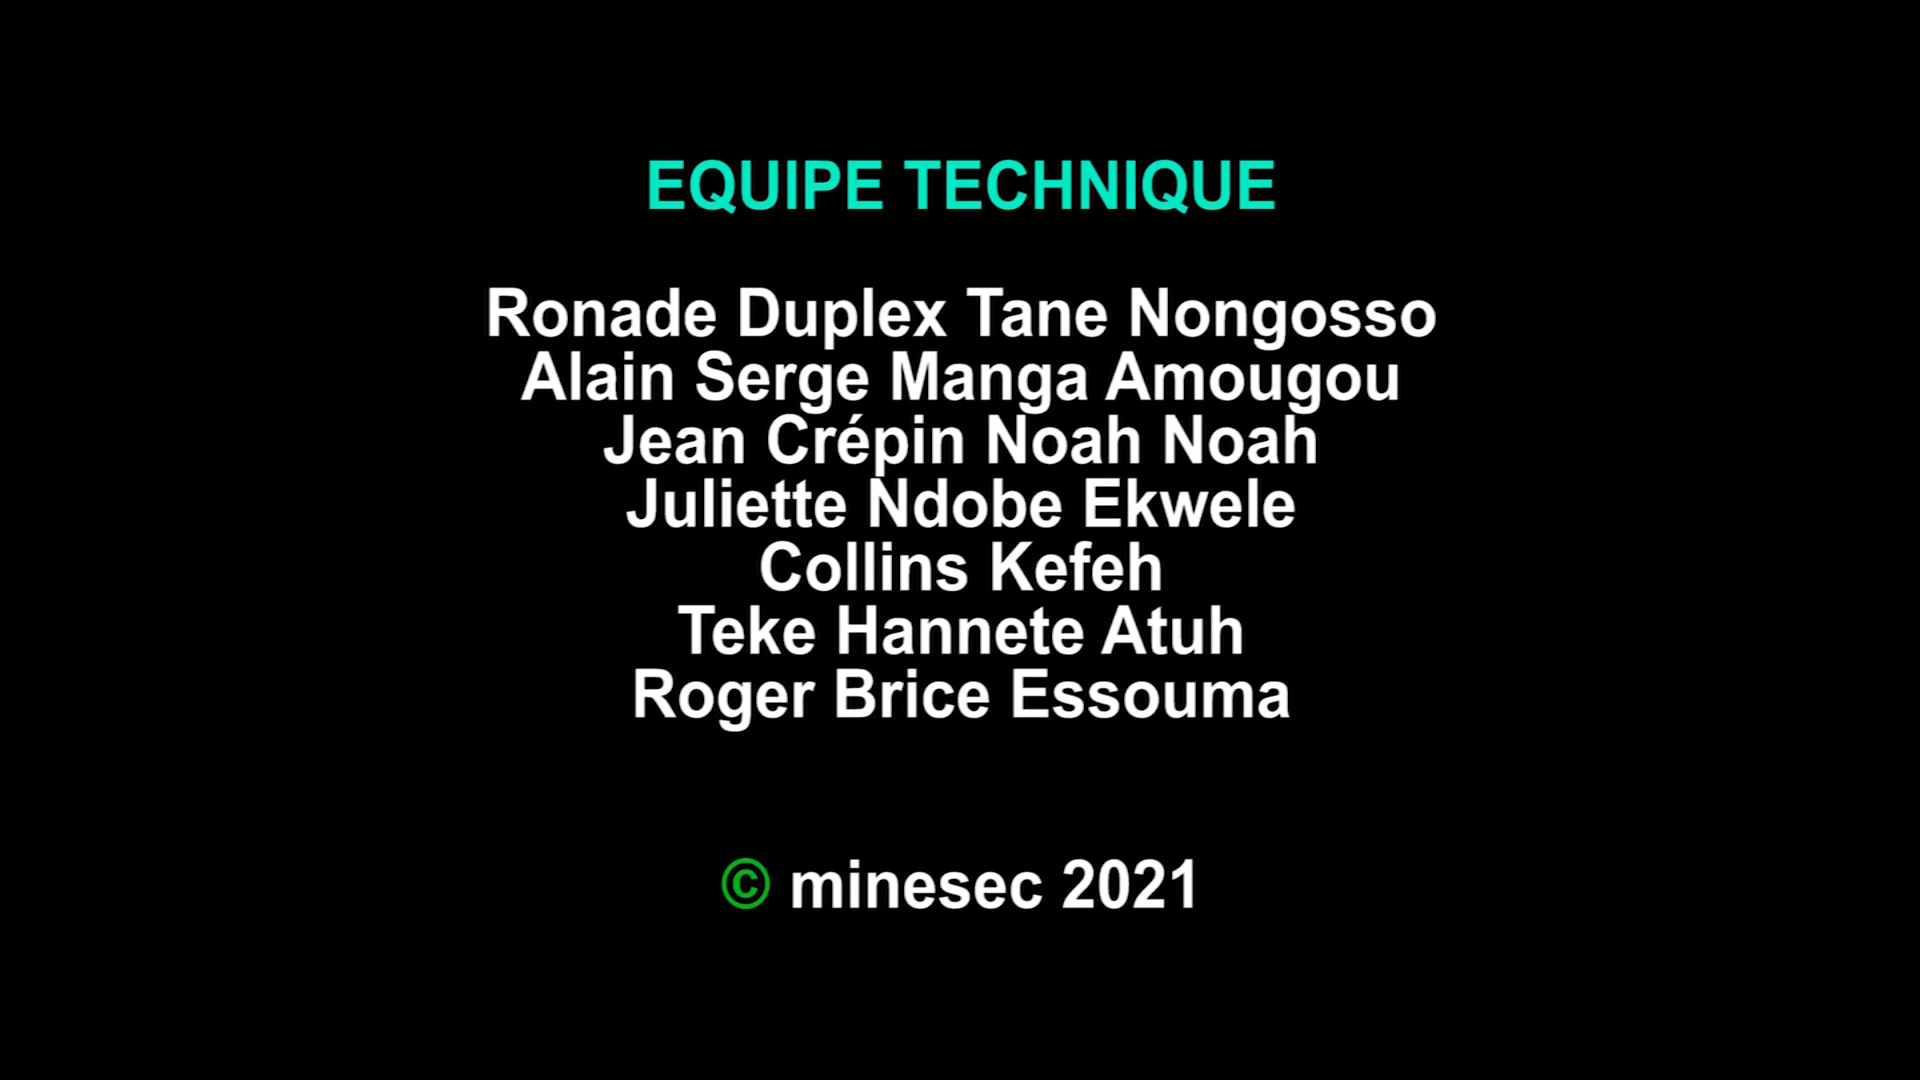 EQUIPE TECHNIQUE
Ronade Duplex Tane Nongosso
Alain Serge Manga Amougou
Jean Crépin Noah Noah
Juliette Ndobe Ekwele
Collins Kefeh
Teke Hannete Atuh
Roger Brice Essouma
© minesec 2021